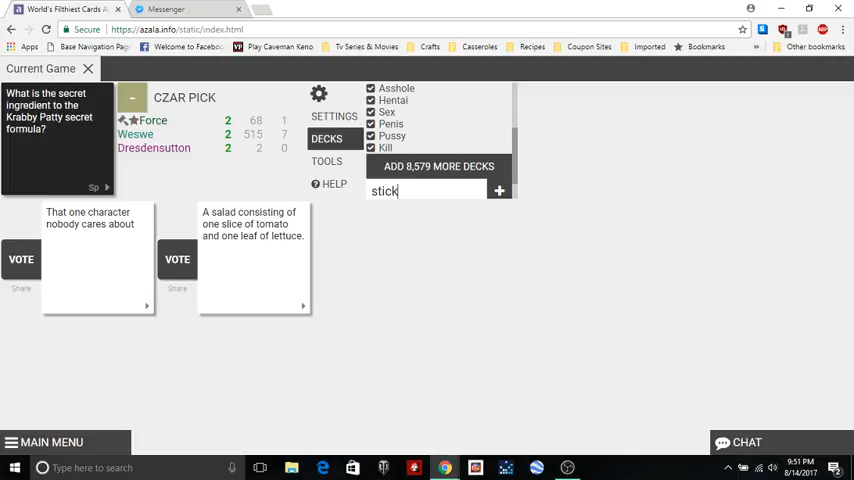 World's Filthiest Cards A
Messenger
Secure
https://azala.info/static/index.html
Apps
Base Navigation Page
Welcome to Facebo
Play Caveman Keno
Tv Series & Movies
Crafts
Casseroles
Recipes
Coupon Sites
Imported
Bookmarks
Other bookmarks
Current Game
What is the secret
ingredient to the
Krabby Patty secret
formula?
Sp
-
CZAR PICK
Force 2 68 1
Weswe 2 515 7
Dresdensutton 2 2 0
SETTINGS
DECKS
TOOLS
HELP
Asshole
Hentai
Sex
Penis
Pussy
Kill
ADD 8,579 MORE DECKS
stick
+
VOTE
Share
That one character
nobody cares about
VOTE
Share
A salad consisting of
one slice of tomato
and one leaf of lettuce.
MAIN MENU
CHAT
Type here to search
9:51 PM
8/14/2017